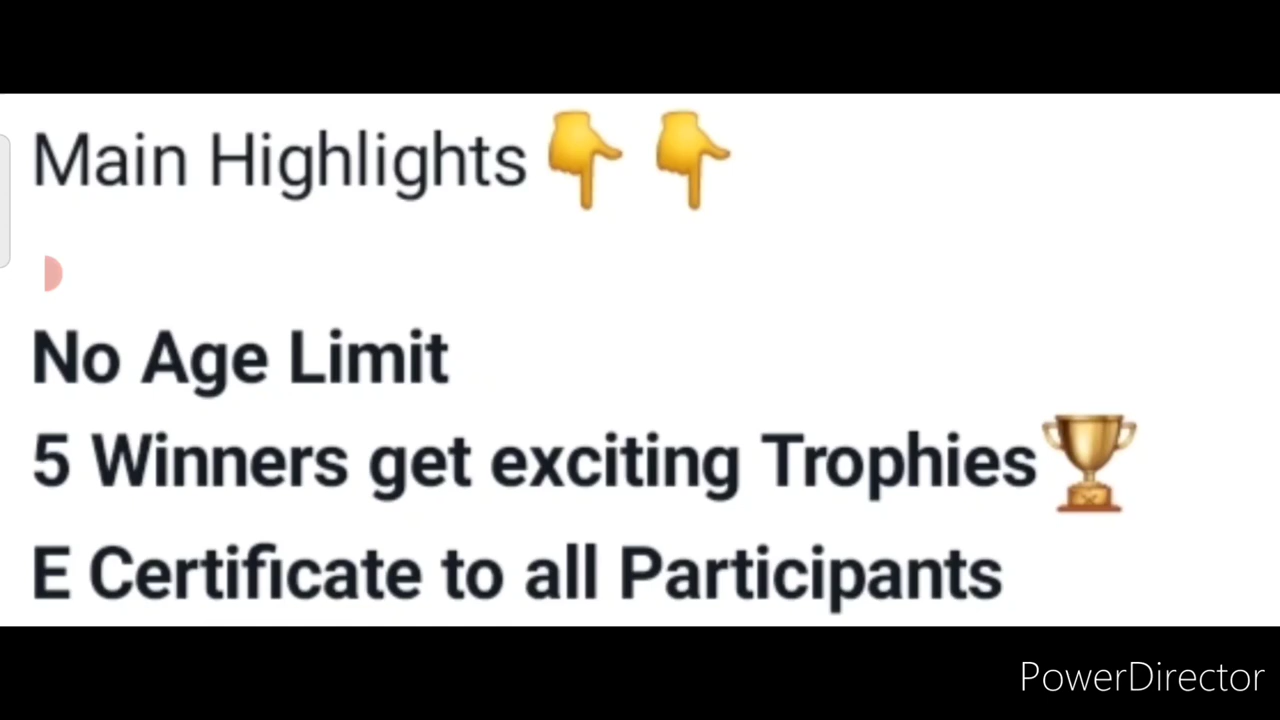 Main Highlights👇 👇
No Age Limit
5 Winners get exciting Trophies🏆
E Certificate to all Participants
PowerDirector